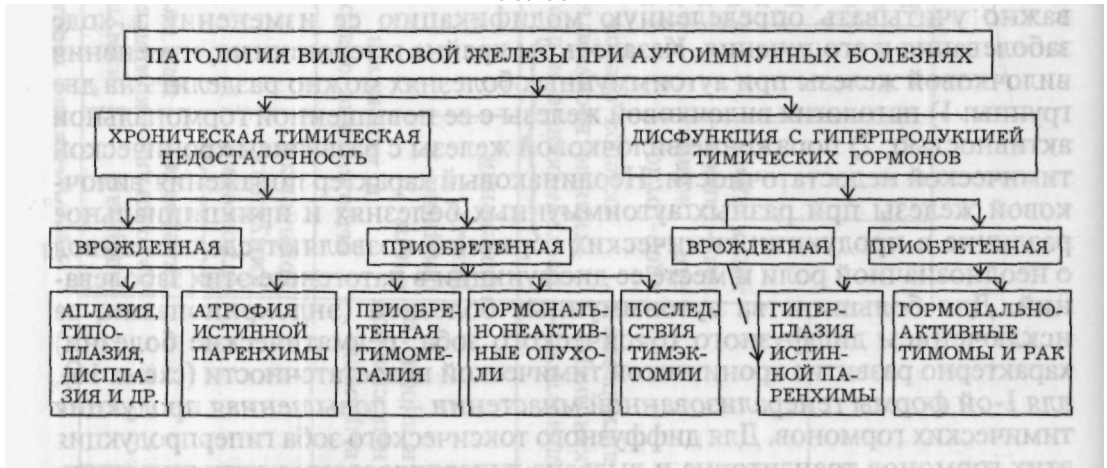 ПАТОЛОГИЯ ВИЛОЧКОВОЙ ЖЕЛЕЗЫ ПРИ АУТОИММУННЫХ БОЛЕЗНЯХ
ХРОНИЧЕСКАЯ ТИМИЧЕСКАЯ
НЕДОСТАТОЧНОСТЬ
ДИСФУНКЦИЯ С ГИПЕРПРОДУКЦИЕЙ
ТИМИЧЕСКИХ ГОРМОНОВ
ВРОЖДЕННАЯ
ПРИОБРЕТЕННАЯ
ВРОЖДЕННАЯ
ПРИОБРЕТЕННАЯ
АПЛАЗИЯ,
ГИПО-
ПЛАЗИЯ,
ДИСПЛА-
ЗИЯ И ДР.
АТРОФИЯ
ИСТИННОЙ
ПАРЕНХИМЫ
ПРИОБРЕ-
ТЕННАЯ
ТИМОМЕ-
ГАЛИЯ
ГОРМОНАЛЬ-
НОНЕАКТИВ-
НЫЕ ОПУХО-
ЛИ
ПОСЛЕД-
СТВИЯ
ТИМЭК-
ТОМИИ
ГИПЕР-
ПЛАЗИЯ
ИСТИН-
НОЙ ПА-
РЕНХИМЫ
ГОРМОНАЛЬНО-
АКТИВНЫЕ
ТИМОМЫ И РАК